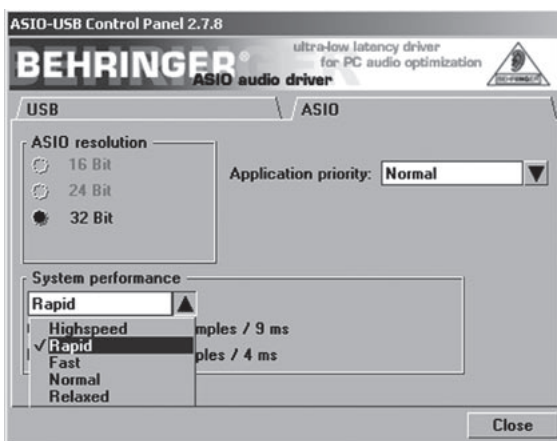 ASIO-USB Control Panel 2.7.8
BEHRINGER®
ultra-low latency driver
for PC audio optimization
ASIO audio driver
BEHRINGER
USB
ASIO
ASIO resolution
16 Bit
24 Bit
32 Bit
Application priority: Normal
System performance
Rapid
Highspeed
✓Rapid
Fast
Normal
Relaxed
/ 9 ms
/ 4 ms
Close